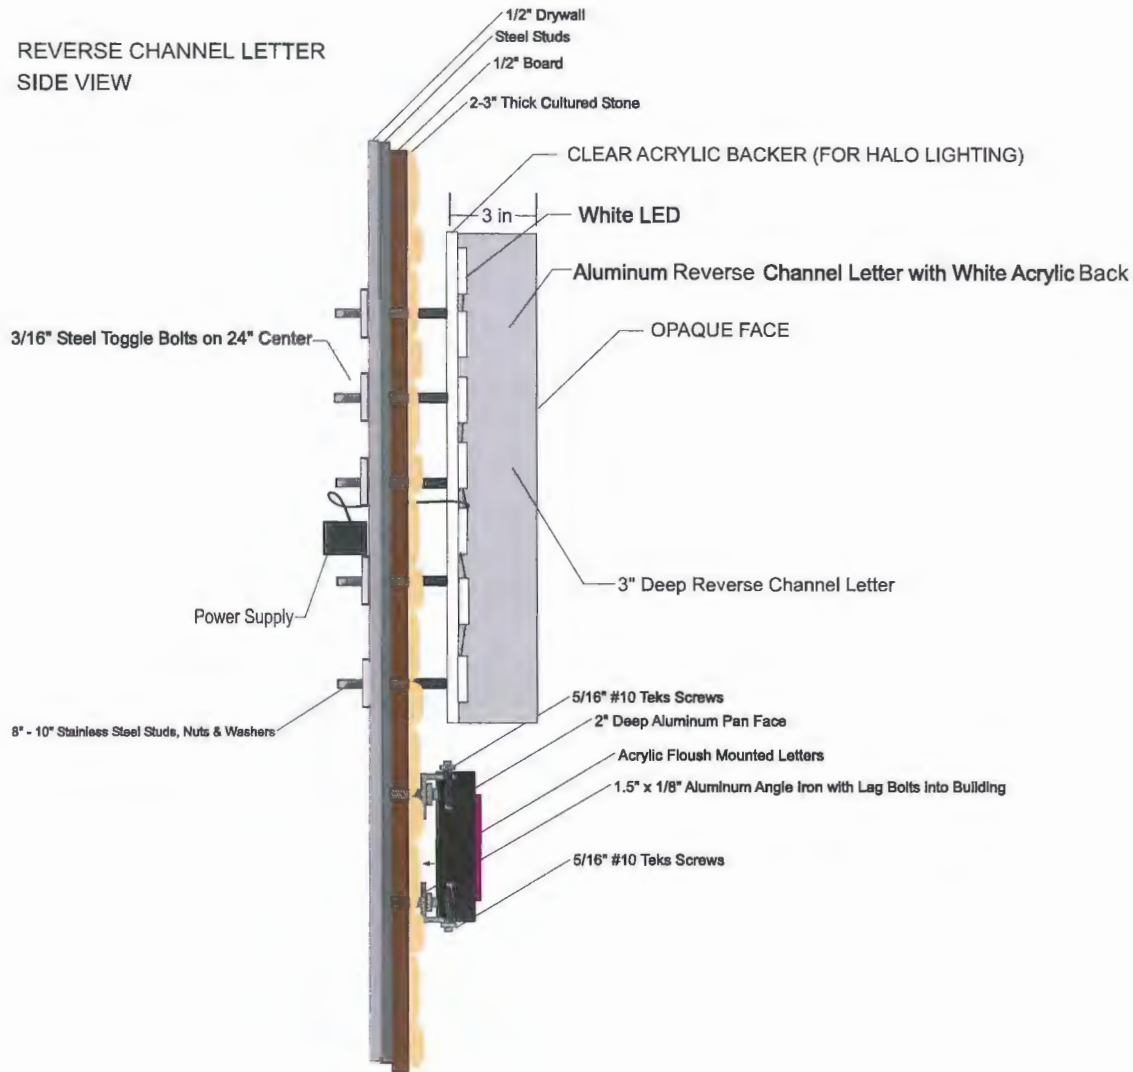 REVERSE CHANNEL LETTER
SIDE VIEW
1/2" Drywall
Steel Studs
1/2" Board
2-3" Thick Cultured Stone
CLEAR ACRYLIC BACKER (FOR HALO LIGHTING)
3 in
White LED
Aluminum Reverse Channel Letter with White Acrylic Back
3/16" Steel Toggle Bolts on 24" Center
OPAQUE FACE
3" Deep Reverse Channel Letter
Power Supply
5/16" #10 Teks Screws
2" Deep Aluminum Pan Face
8" - 10" Stainless Steel Studs, Nuts & Washers
Acrylic Floush Mounted Letters
1.5" x 1/8" Aluminum Angle Iron with Lag Bolts into Building
5/16" #10 Teks Screws